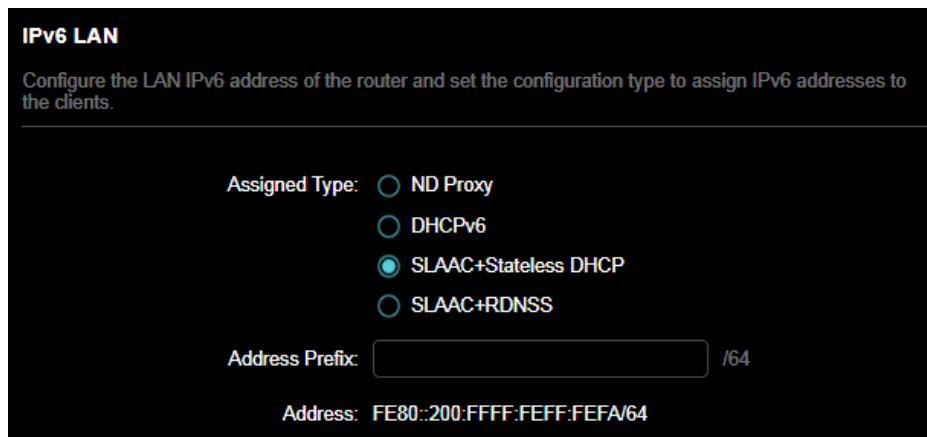 IPv6 LAN
Configure the LAN IPv6 address of the router and set the configuration type to assign IPv6 addresses to
the clients.
Assigned Type: ND Proxy
DHCPv6
SLAAC+Stateless DHCP
SLAAC+RDNSS
Address Prefix: /64
Address: FE80::200:FFFF:FEFF:FEFA/64